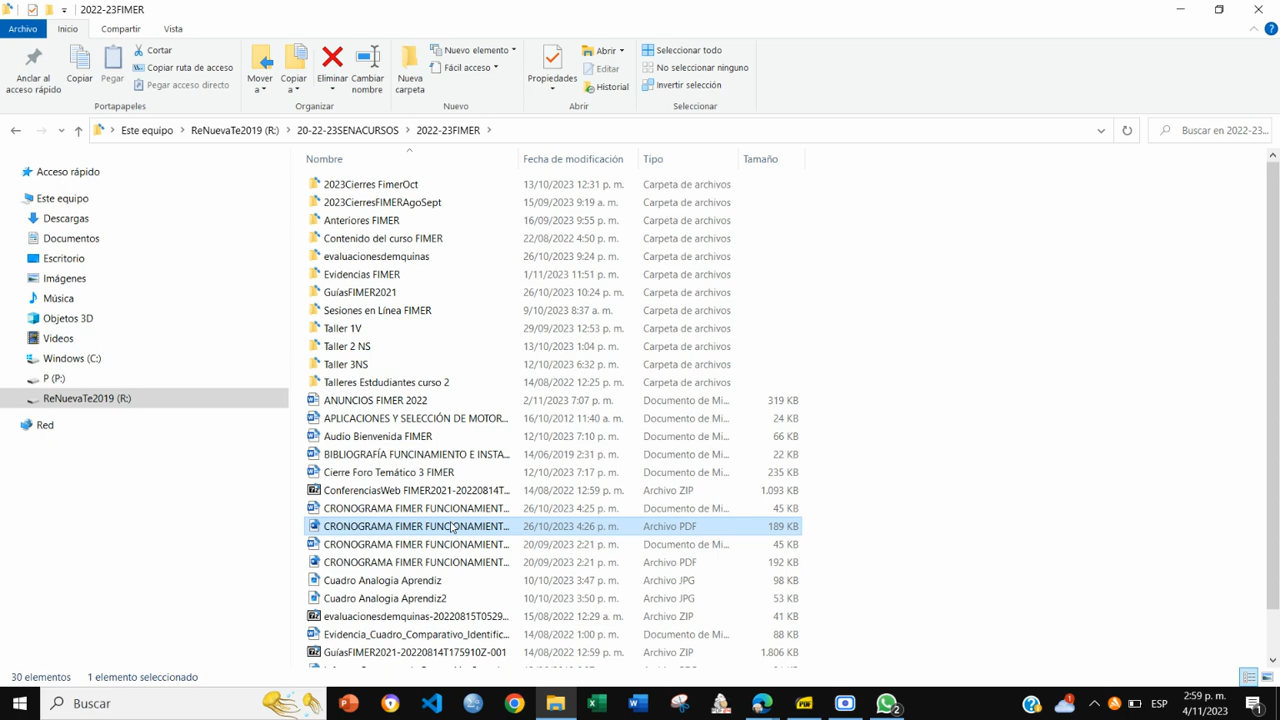 2022-23FIMER
Archivo Inicio Compartir Vista
Anclar al acceso rápido
Copiar
Pegar
Cortar
Copiar ruta de acceso
Pegar acceso directo
Portapapeles
Mover a
Copiar a
Eliminar
Cambiar nombre
Organizar
Nueva carpeta
Nuevo elemento
Fácil acceso
Nuevo
Propiedades
Abrir
Editar
Historial
Abrir
Seleccionar todo
No seleccionar ninguno
Invertir selección
Seleccionar
Este equipo > ReNuevaTe2019 (R:) > 20-22-23SENACURSOS > 2022-23FIMER >
Buscar en 2022-23...
Acceso rápido
Este equipo
Descargas
Documentos
Escritorio
Imágenes
Música
Objetos 3D
Videos
Windows (C:)
P (P:)
ReNuevaTe2019 (R:)
Red
Nombre Fecha de modificación Tipo Tamaño
2023Cierres FimerOct 13/10/2023 12:31 p. m. Carpeta de archivos
2023CierresFIMERAgoSept 15/09/2023 9:19 a. m. Carpeta de archivos
Anteriores FIMER 16/09/2023 9:55 p. m. Carpeta de archivos
Contenido del curso FIMER 22/08/2022 4:50 p. m. Carpeta de archivos
evaluacionesdemquinas 26/10/2023 9:24 p. m. Carpeta de archivos
Evidencias FIMER 1/11/2023 11:51 p. m. Carpeta de archivos
GuíasFIMER2021 26/10/2023 10:24 p. m. Carpeta de archivos
Sesiones en Línea FIMER 9/10/2023 8:37 a. m. Carpeta de archivos
Taller 1V 29/09/2023 12:53 p. m. Carpeta de archivos
Taller 2 NS 13/10/2023 1:04 p. m. Carpeta de archivos
Taller 3NS 12/10/2023 6:32 p. m. Carpeta de archivos
Talleres Estdudiantes curso 2 14/08/2022 12:25 p. m. Carpeta de archivos
ANUNCIOS FIMER 2022 2/11/2023 7:07 p. m. Documento de Mi... 319 KB
APLICACIONES Y SELECCIÓN DE MOTOR... 16/10/2012 11:40 a. m. Documento de Mi... 24 KB
Audio Bienvenida FIMER 12/10/2023 7:10 p. m. Documento de Mi... 66 KB
BIBLIOGRAFÍA FUNCINAMIENTO E INSTA... 14/06/2019 2:31 p. m. Documento de Mi... 22 KB
Cierre Foro Temático 3 FIMER 12/10/2023 7:17 p. m. Documento de Mi... 235 KB
ConferenciasWeb FIMER2021-20220814T... 14/08/2022 12:59 p. m. Archivo ZIP 1.093 KB
CRONOGRAMA FIMER FUNCIONAMIENT... 26/10/2023 4:25 p. m. Documento de Mi... 45 KB
CRONOGRAMA FIMER FUNCIONAMIENT... 26/10/2023 4:26 p. m. Archivo PDF 189 KB
CRONOGRAMA FIMER FUNCIONAMIENT... 20/09/2023 2:21 p. m. Documento de Mi... 45 KB
CRONOGRAMA FIMER FUNCIONAMIENT... 20/09/2023 2:21 p. m. Archivo PDF 192 KB
Cuadro Analogia Aprendiz 10/10/2023 3:47 p. m. Archivo JPG 98 KB
Cuadro Analogia Aprendiz2 10/10/2023 3:50 p. m. Archivo JPG 53 KB
evaluacionesdemquinas-20220815T0529... 15/08/2022 12:29 a. m. Archivo ZIP 41 KB
Evidencia_Cuadro_Comparativo_Identific... 14/08/2022 1:00 p. m. Documento de Mi... 88 KB
GuíasFIMER2021-20220814T175910Z-001 14/08/2022 12:59 p. m. Archivo ZIP 1.806 KB
30 elementos 1 elemento seleccionado
Buscar
ESP
2:59 p. m.
4/11/2023